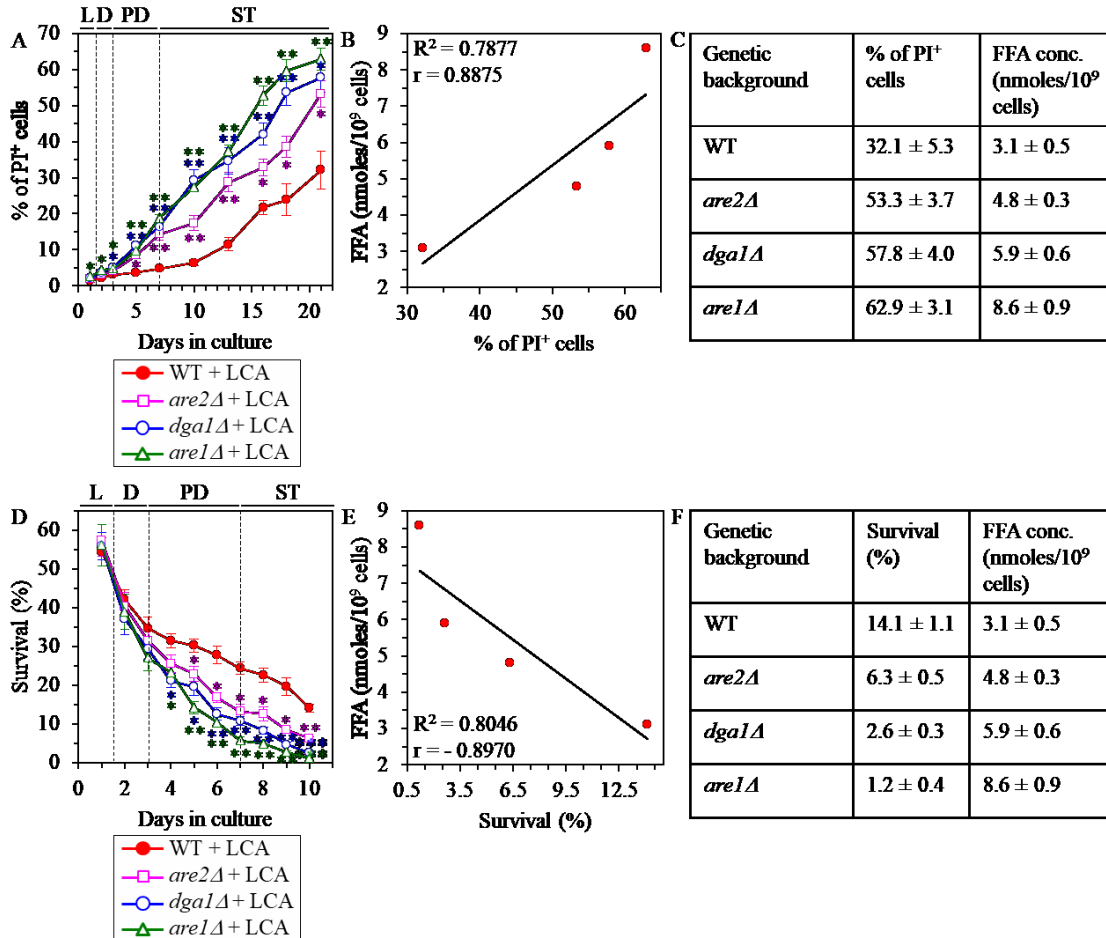 L D PD ST
A
% of PI⁺ cells
70
60
50
40
30
20
10
0
0 5 10 15 20
Days in culture
WT + LCA
are2Δ + LCA
dga1Δ + LCA
are1Δ + LCA
B
R² = 0.7877
r = 0.8875
FFA (nmoles/10⁹ cells)
9
8
7
6
5
4
3
2
30 40 50 60
% of PI⁺ cells
C
Genetic background | % of PI⁺ cells | FFA conc. (nmoles/10⁹ cells)
WT | 32.1 ± 5.3 | 3.1 ± 0.5
are2Δ | 53.3 ± 3.7 | 4.8 ± 0.3
dga1Δ | 57.8 ± 4.0 | 5.9 ± 0.6
are1Δ | 62.9 ± 3.1 | 8.6 ± 0.9
L D PD ST
D
Survival (%)
60
50
40
30
20
10
0
0 2 4 6 8 10
Days in culture
WT + LCA
are2Δ + LCA
dga1Δ + LCA
are1Δ + LCA
E
FFA (nmoles/10⁹ cells)
9
8
7
6
5
4
3
2
R² = 0.8046
r = - 0.8970
0.5 3.5 6.5 9.5 12.5
Survival (%)
F
Genetic background | Survival (%) | FFA conc. (nmoles/10⁹ cells)
WT | 14.1 ± 1.1 | 3.1 ± 0.5
are2Δ | 6.3 ± 0.5 | 4.8 ± 0.3
dga1Δ | 2.6 ± 0.3 | 5.9 ± 0.6
are1Δ | 1.2 ± 0.4 | 8.6 ± 0.9